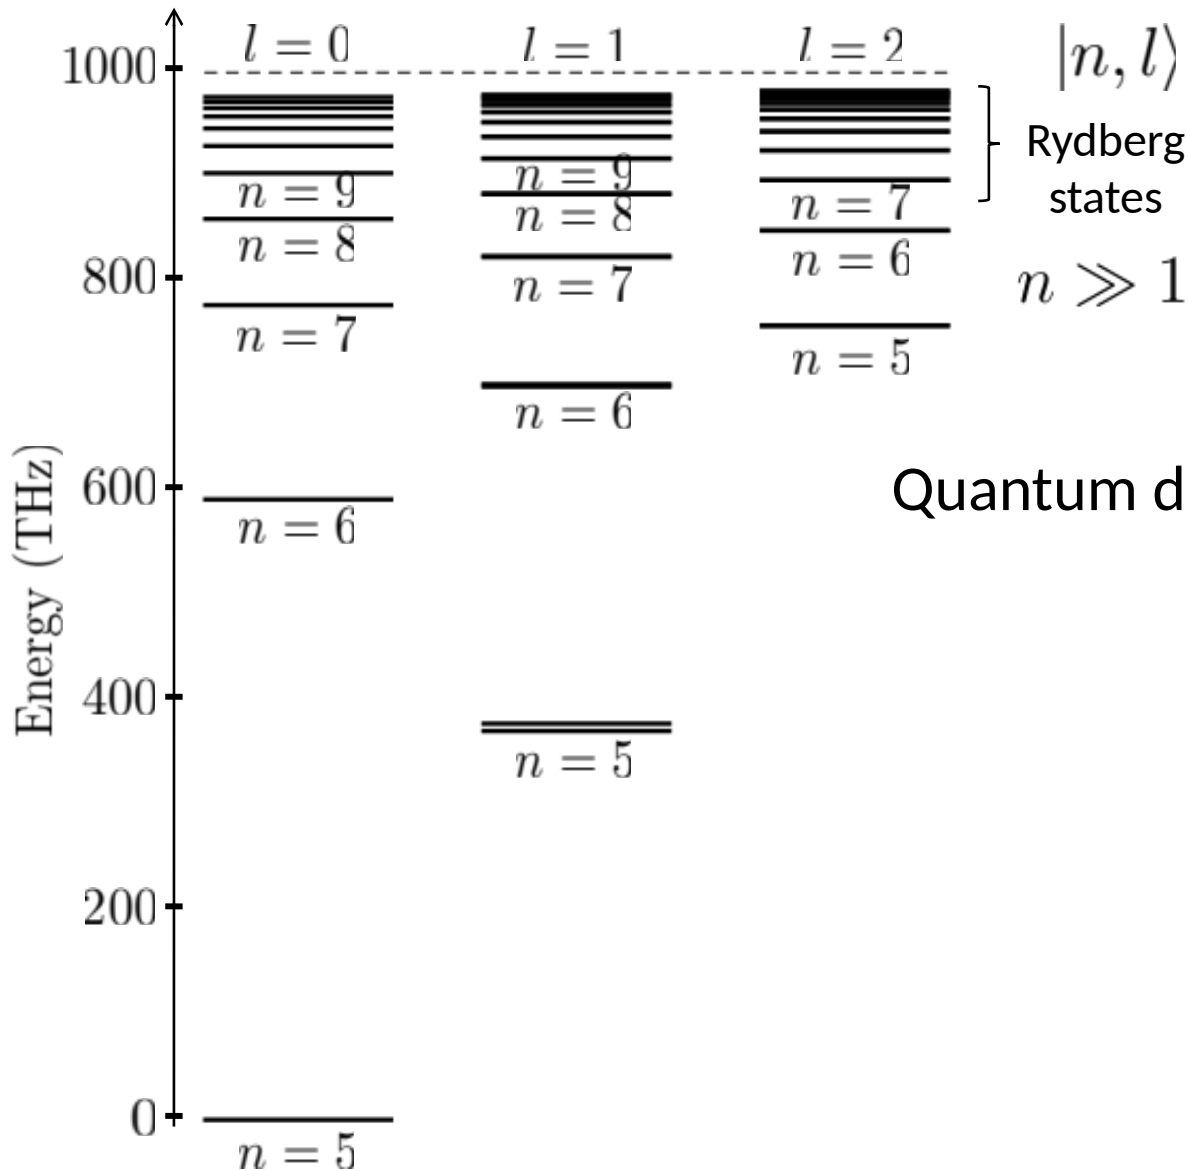 l = 0
l = 1
l = 2
|n, l⟩
1000
Rydberg
states
n = 9
n = 9
n = 8
n = 8
n = 7
n = 6
n ≫ 1
800
n = 7
n = 7
n = 5
n = 6
Energy (THz)
600
n = 6
Quantum d
400
n = 5
200
0
n = 5